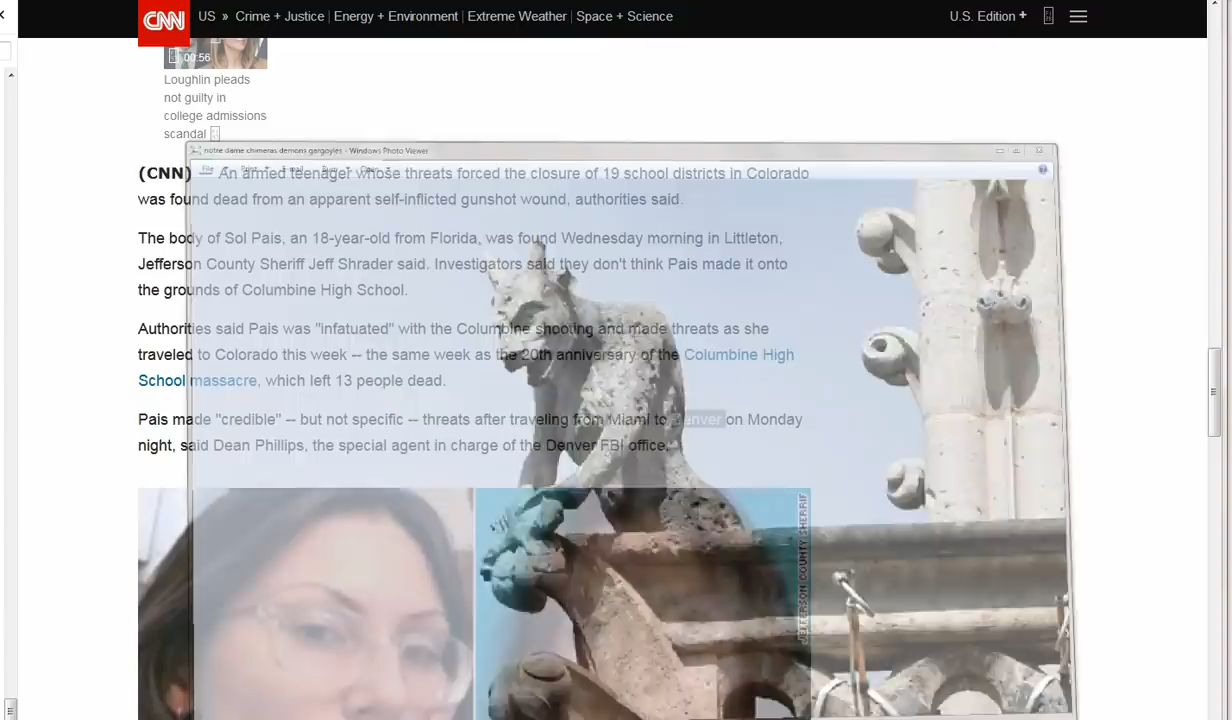 CNN US » Crime + Justice | Energy + Environment | Extreme Weather | Space + Science U.S. Edition +
00:56
Loughlin pleads
not guilty in
college admissions
scandal
notre dame chimeras demons gargoyles - Windows Photo Viewer
(CNN) An armed teenager whose threats forced the closure of 19 school districts in Colorado
was found dead from an apparent self-inflicted gunshot wound, authorities said.
The body of Sol Pais, an 18-year-old from Florida, was found Wednesday morning in Littleton,
Jefferson County Sheriff Jeff Shrader said. Investigators said they don't think Pais made it onto
the grounds of Columbine High School.
Authorities said Pais was "infatuated" with the Columbine shooting and made threats as she
traveled to Colorado this week -- the same week as the 20th anniversary of the Columbine High
School massacre, which left 13 people dead.
Pais made "credible" -- but not specific -- threats after traveling from Miami to Denver on Monday
night, said Dean Phillips, the special agent in charge of the Denver FBI office.
JEFFERSON COUNTY SHERRIF